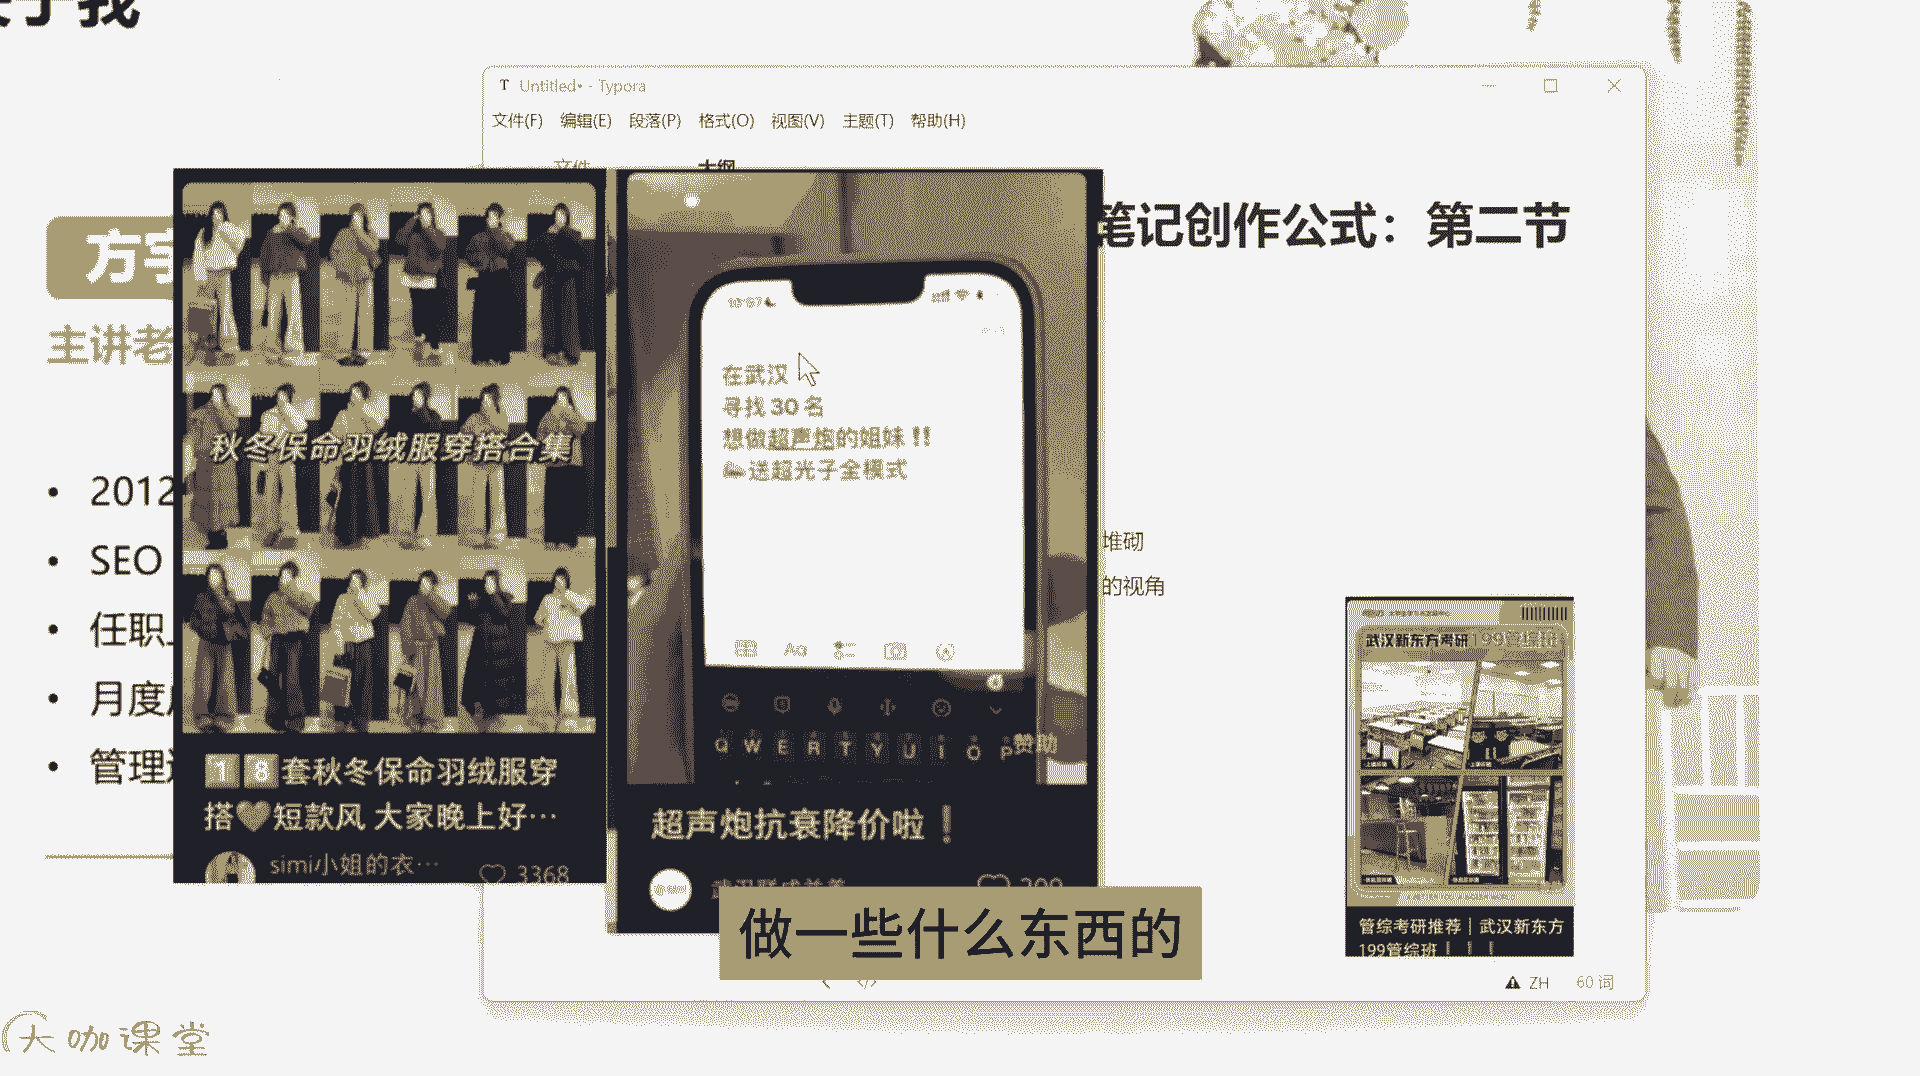 于我
Untitled• - Typora
文件(F) 编辑(E) 段落(P) 格式(O) 视图(V) 主题(T) 帮助(H)
文件 大纲
笔记创作公式：第二节
方宇
主讲老
• 2012
• SEO
• 任职
• 月度
• 管理
秋冬保命羽绒服穿搭合集
18套秋冬保命羽绒服穿
搭🖤短款风 大家晚上好…
simi小姐的衣… 3368
10:57
在武汉
寻找 30 名
想做超声炮的姐妹 !!
送超光子全模式
Aa
Q W E R T Y U I O P
赞助
超声炮抗衰降价啦❗
209
堆砌
的视角
武汉新东方考研199管综班
管综考研推荐｜武汉新东方
199管综班❗❗❗
做一些什么东西的
</>
ZH 60 词
大咖课堂